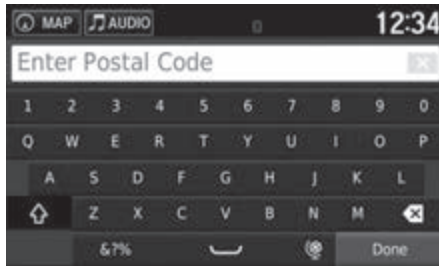 MAP AUDIO 12:34
Enter Postal Code
1 2 3 4 5 6 7 8 9 0
Q W E R T Y U I O P
A S D F G H J K L
Z X C V B N M
&?% Done